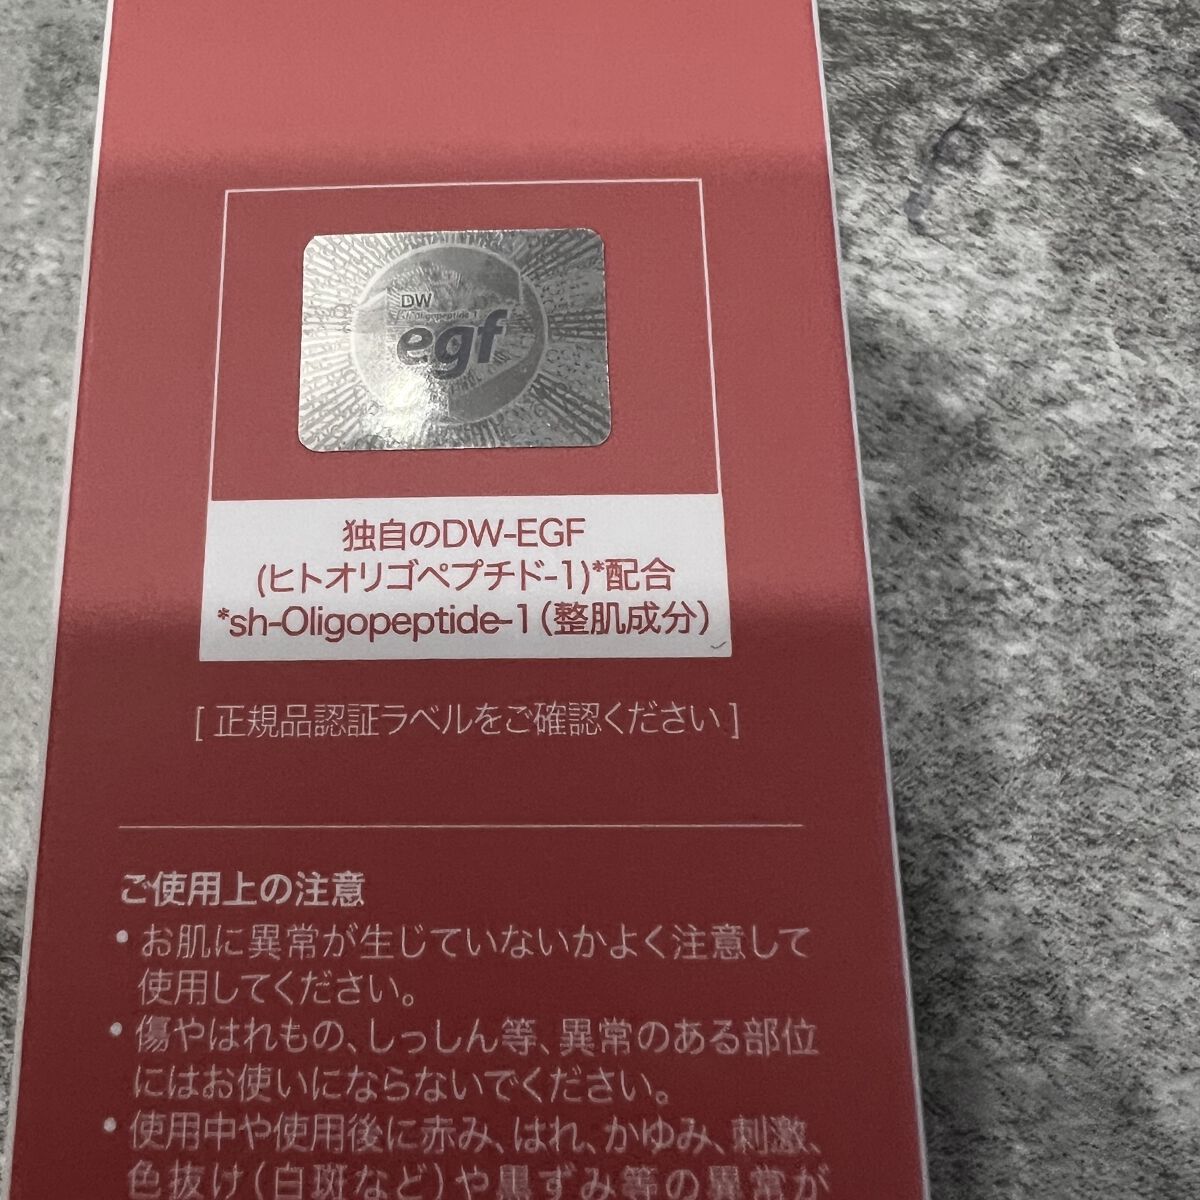 DW
sh-Oligopeptide-1
egf
独自のDW-EGF
(ヒトオリゴペプチド-1)*配合
*sh-Oligopeptide-1(整肌成分)
[ 正規品認証ラベルをご確認ください ]
ご使用上の注意
• お肌に異常が生じていないかよく注意して
使用してください。
• 傷やはれもの、しっしん等、異常のある部位
にはお使いにならないでください。
• 使用中や使用後に赤み、はれ、かゆみ、刺激、
色抜け(白斑など)や黒ずみ等の異常が